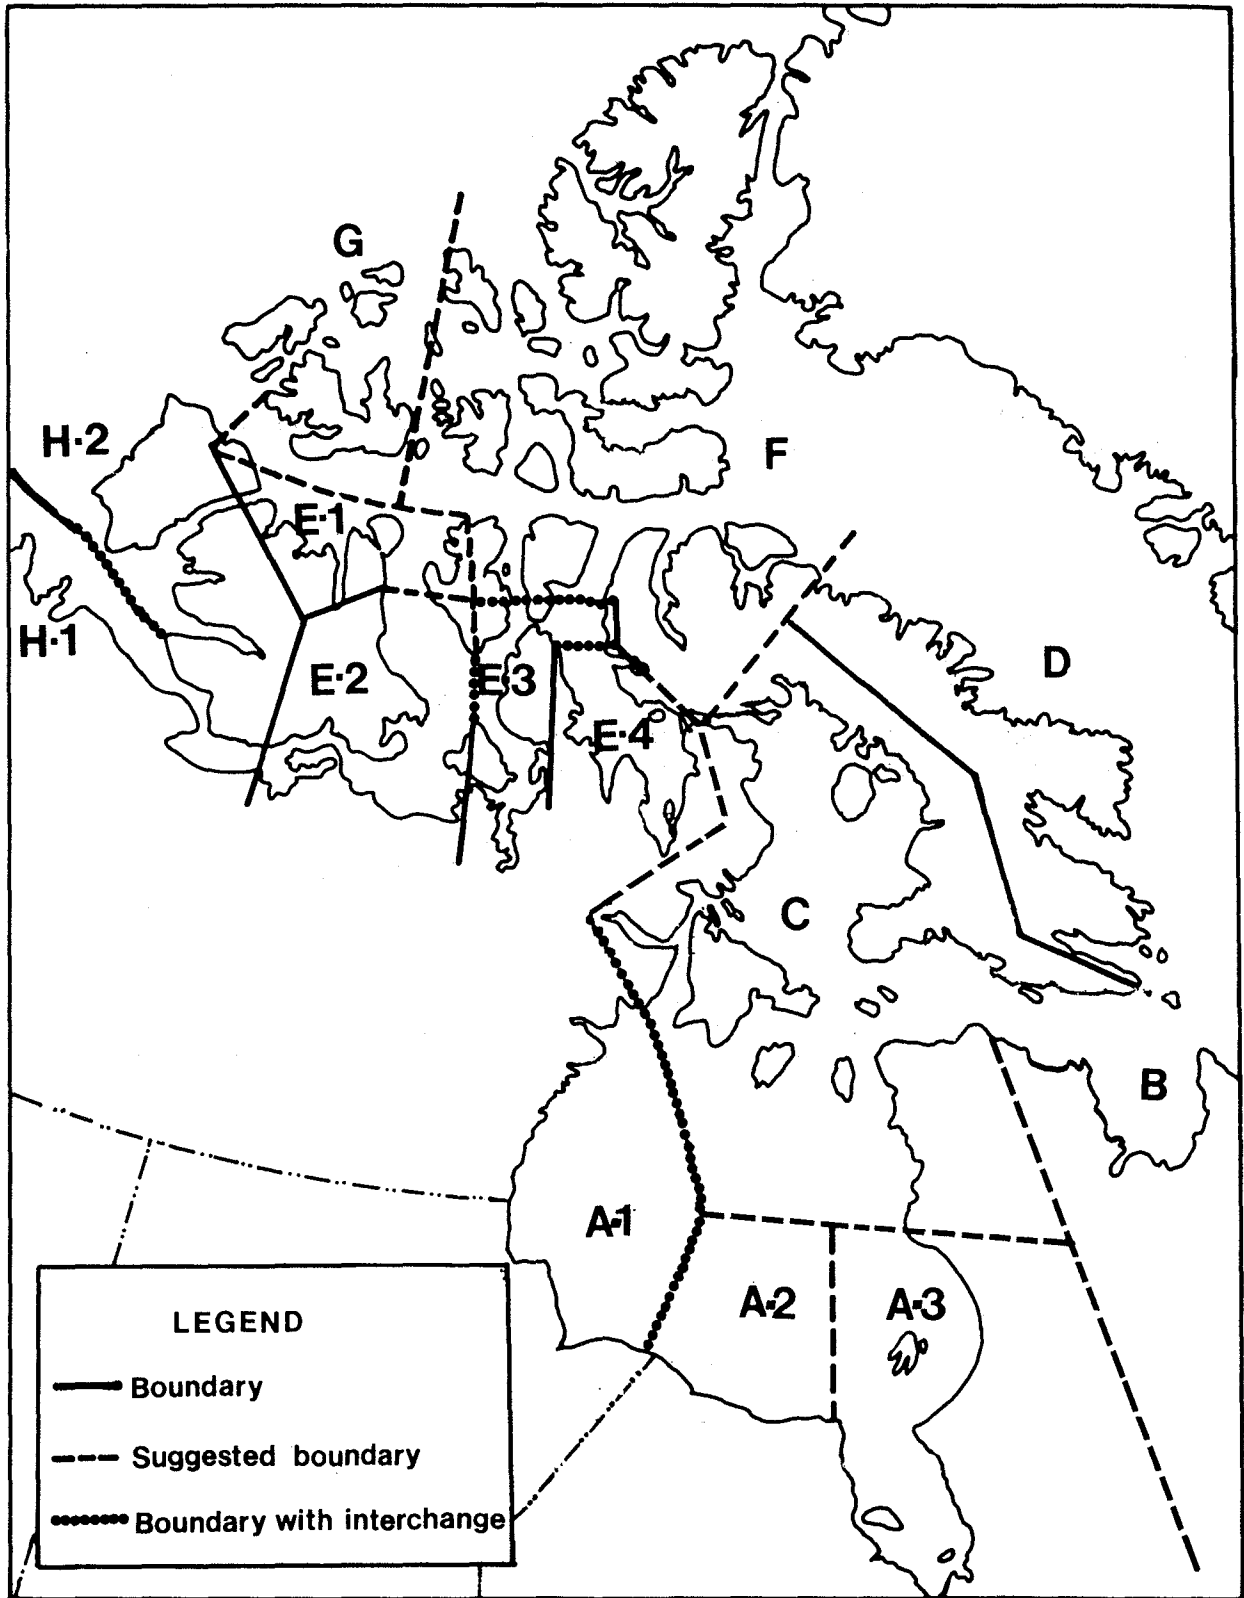 G
H·2
F
E·1
H·1
E·2
E·3
D
E·4
C
B
A·1
A·2
A·3
LEGEND
Boundary
Suggested boundary
Boundary with interchange